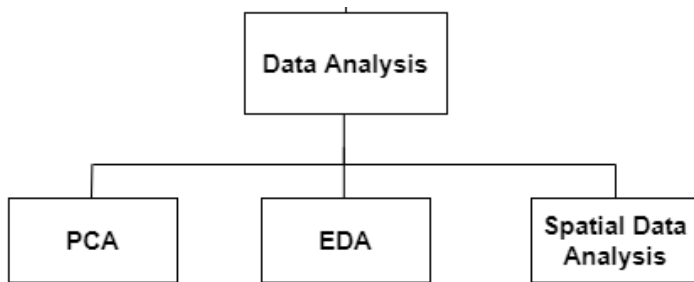 Data Analysis
PCA
EDA
Spatial Data
Analysis